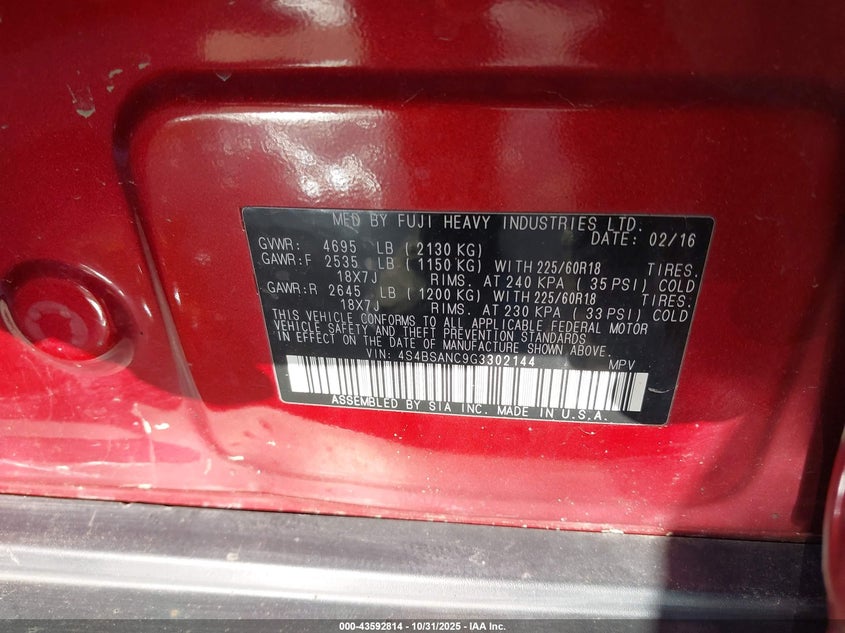 MFD BY FUJI HEAVY INDUSTRIES LTD.
DATE: 02/16
GVWR: 4695 LB (2130 KG)
GAWR:F 2535 LB (1150 KG) WITH 225/60R18 TIRES.
18X7J RIMS. AT 240 KPA (35 PSI) COLD
GAWR:R 2645 LB (1200 KG) WITH 225/60R18 TIRES.
18X7J RIMS. AT 230 KPA (33 PSI) COLD
THIS VEHICLE CONFORMS TO ALL APPLICABLE FEDERAL MOTOR
VEHICLE SAFETY AND THEFT PREVENTION STANDARDS
IN EFFECT ON THE DATE OF MANUFACTURE SHOWN ABOVE.
VIN: 4S4BSANC9G3302144 MPV
ASSEMBLED BY SIA INC. MADE IN U.S.A.
000-43592814 - 10/31/2025 - IAA Inc.